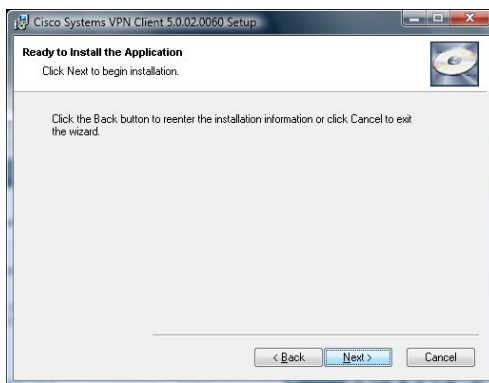 Cisco Systems VPN Client 5.0.02.0060 Setup
Ready to Install the Application
Click Next to begin installation.
Click the Back button to reenter the installation information or click Cancel to exit
the wizard.
< Back Next > Cancel